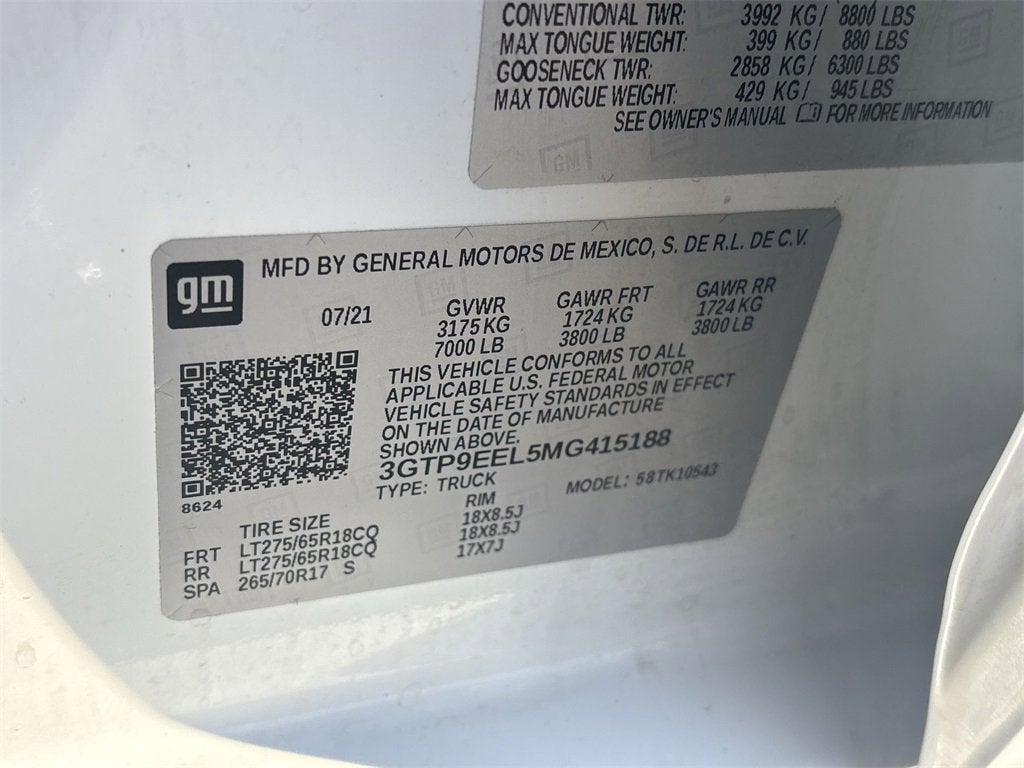 CONVENTIONAL TWR: 3992 KG/ 8800 LBS
MAX TONGUE WEIGHT: 399 KG/ 880 LBS
GOOSENECK TWR: 2858 KG/ 6300 LBS
MAX TONGUE WEIGHT: 429 KG/ 945 LBS
SEE OWNER'S MANUAL FOR MORE INFORMATION
GM
gm
MFD BY GENERAL MOTORS DE MEXICO, S. DE R.L. DE C.V.
07/21 GVWR GAWR FRT GAWR RR
3175 KG 1724 KG 1724 KG
7000 LB 3800 LB 3800 LB
THIS VEHICLE CONFORMS TO ALL
APPLICABLE U.S. FEDERAL MOTOR
VEHICLE SAFETY STANDARDS IN EFFECT
ON THE DATE OF MANUFACTURE
SHOWN ABOVE.
3GTP9EEL5MG415188
TYPE: TRUCK MODEL: 58TK10543
8624
TIRE SIZE RIM
FRT LT275/65R18CQ 18X8.5J
RR LT275/65R18CQ 18X8.5J
SPA 265/70R17 S 17X7J